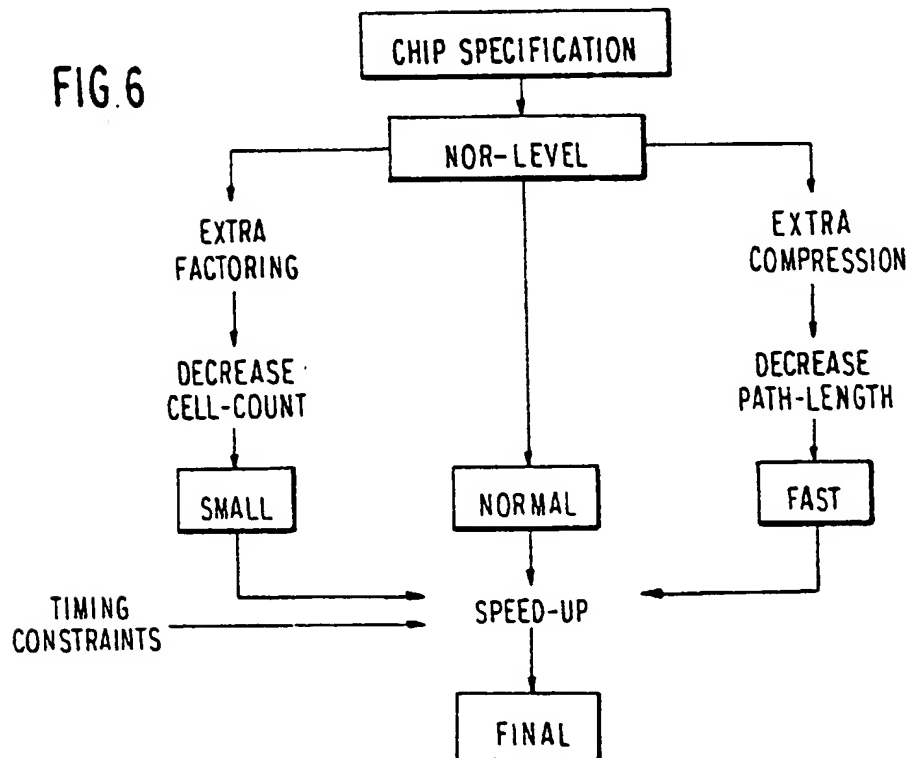 FIG.6
CHIP SPECIFICATION
NOR-LEVEL
EXTRA
FACTORING
EXTRA
COMPRESSION
DECREASE
CELL-COUNT
DECREASE
PATH-LENGTH
SMALL
NORMAL
FAST
TIMING
CONSTRAINTS
SPEED-UP
FINAL